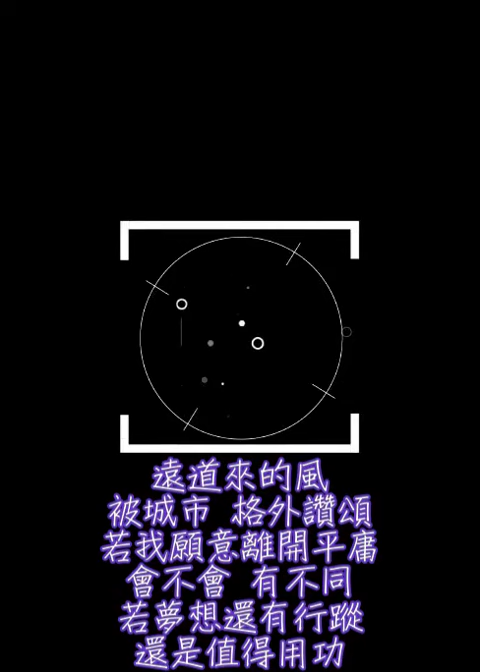 遠道來的風
被城市 格外讚頌
若我願意離開平庸
會不會 有不同
若夢想還有行蹤
還是值得用功